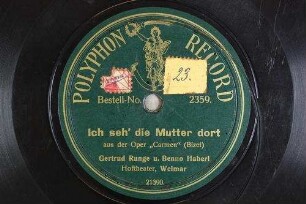 POLYPHON RECORD
23.
Bestell-No. 2359.
Ich seh' die Mutter dort
aus der Oper „Carmen" (Bizet)
Gertrud Runge u. Benno Haberl
Hoftheater, Weimar
21390